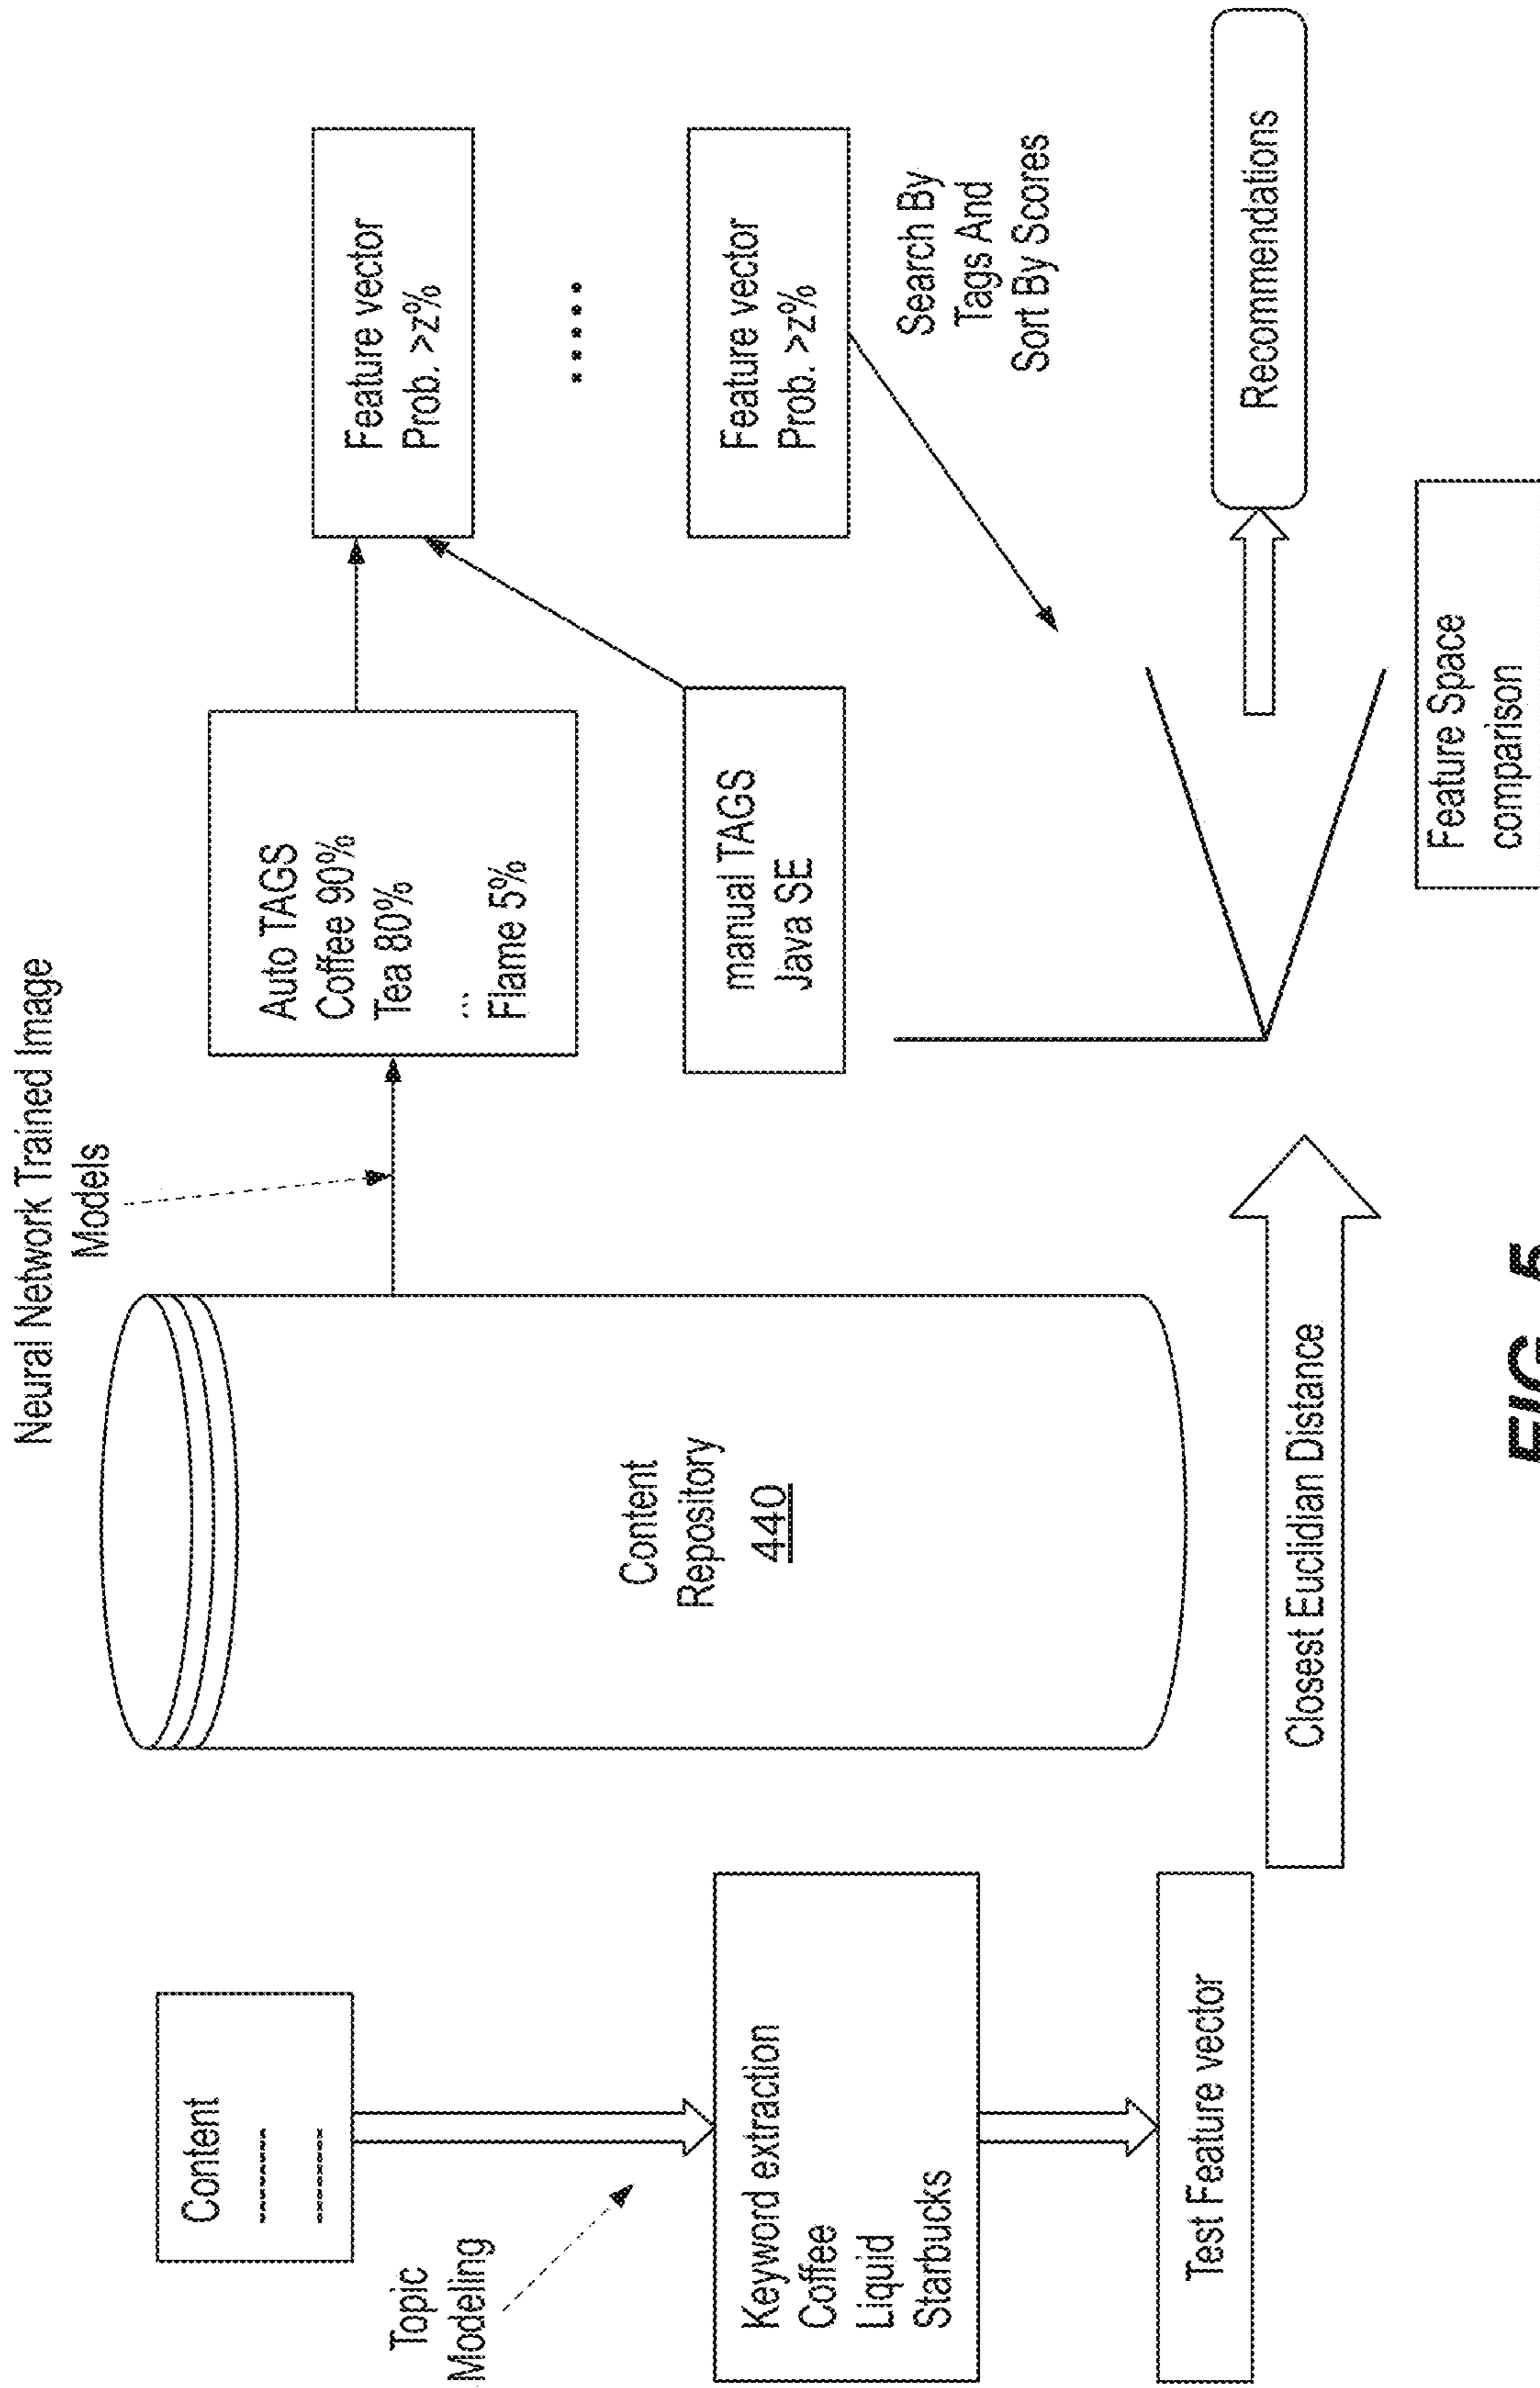 Neural Network Trained Image
Models
Content
Topic
Modeling
Keyword extraction
Coffee
Liquid
Starbucks
Test Feature vector
Content
Repository
440
Closest Euclidian Distance
Auto TAGS
Coffee 90%
Tea 80%
...
Flame 5%
manual TAGS
Java SE
Feature vector
Prob. >z%
......
Feature vector
Prob. >z%
Search By
Tags And
Sort By Scores
Recommendations
Feature Space
comparison
FIG. 5